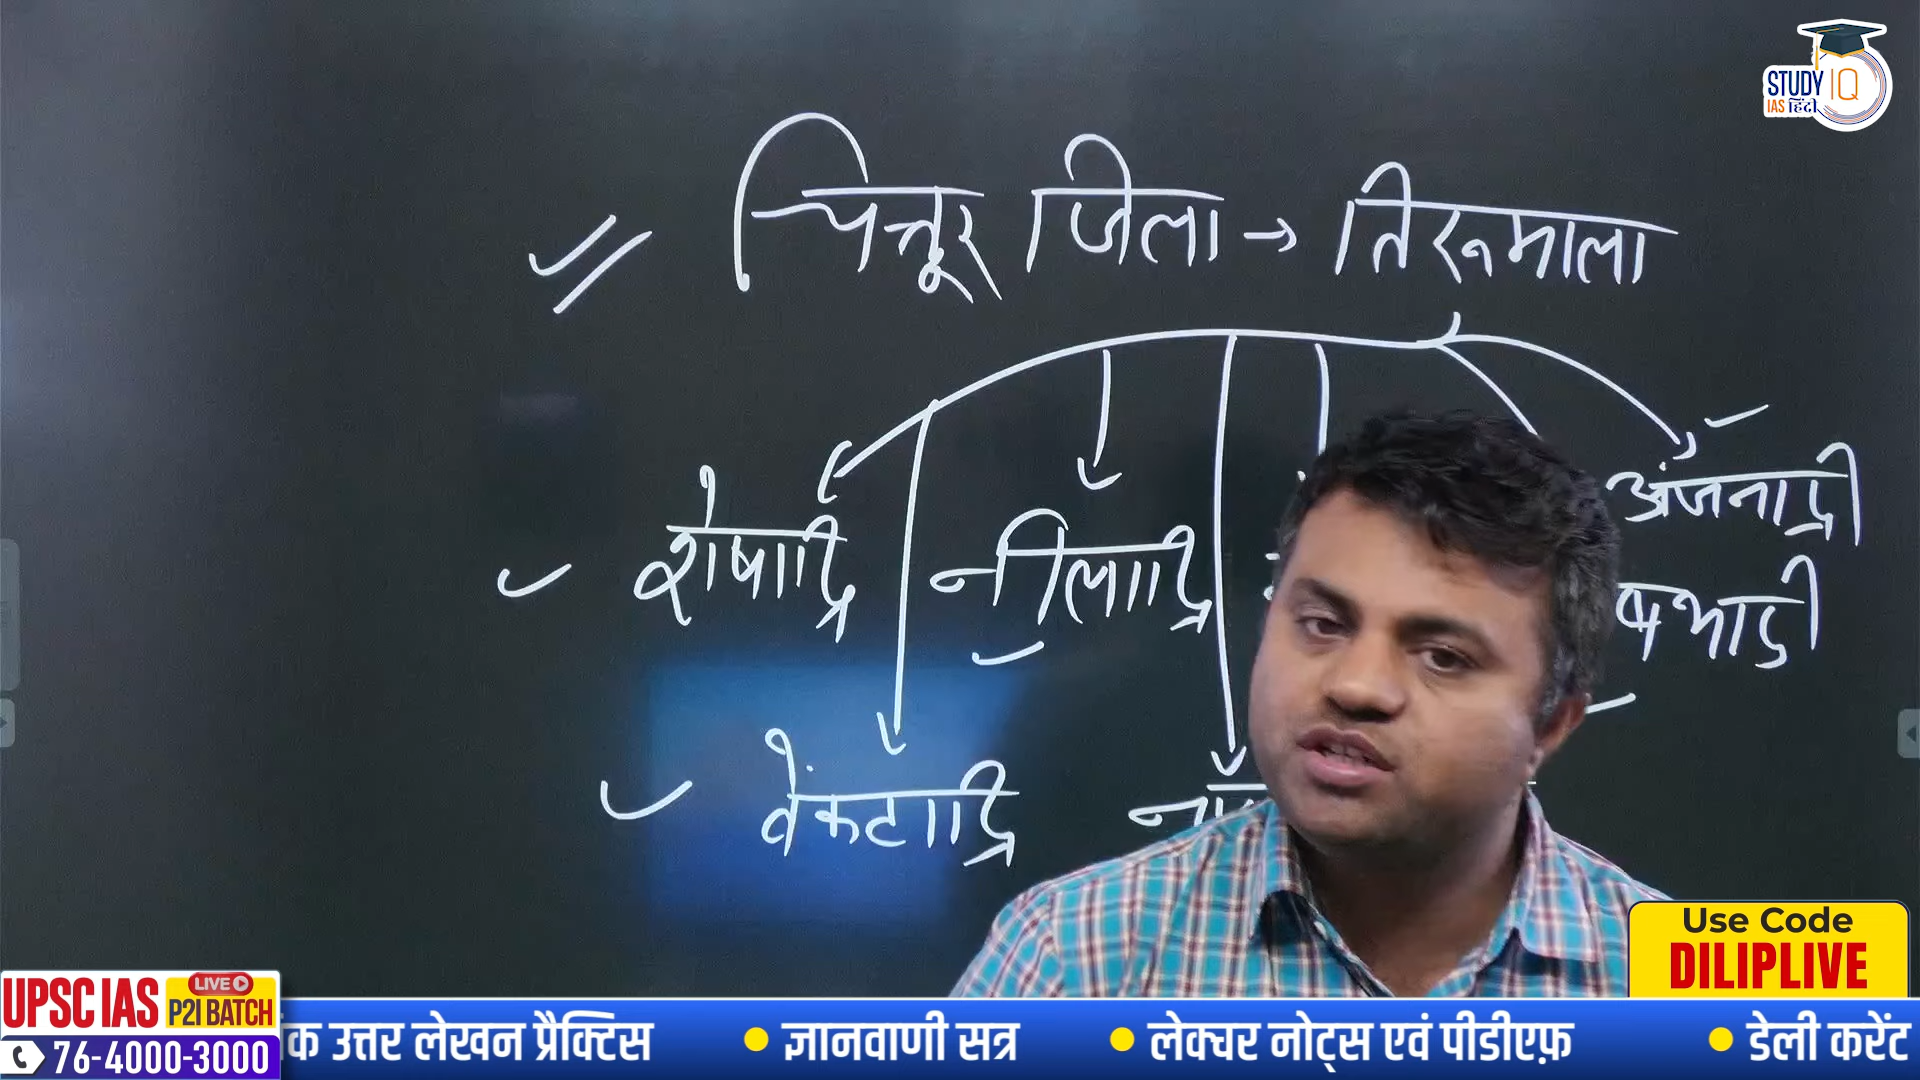 STUDY IQ
IAS हिंदी
चित्तूर जिला → तिरूमाला
अंजनाद्री
शेषाद्रि नीलाद्रि
वेंकटाद्रि
Use Code
DILIPLIVE
UPSC IAS LIVE P2I BATCH
76-4000-3000
उत्तर लेखन प्रैक्टिस • ज्ञानवाणी सत्र • लेक्चर नोट्स एवं पीडीएफ़ • डेली करेंट